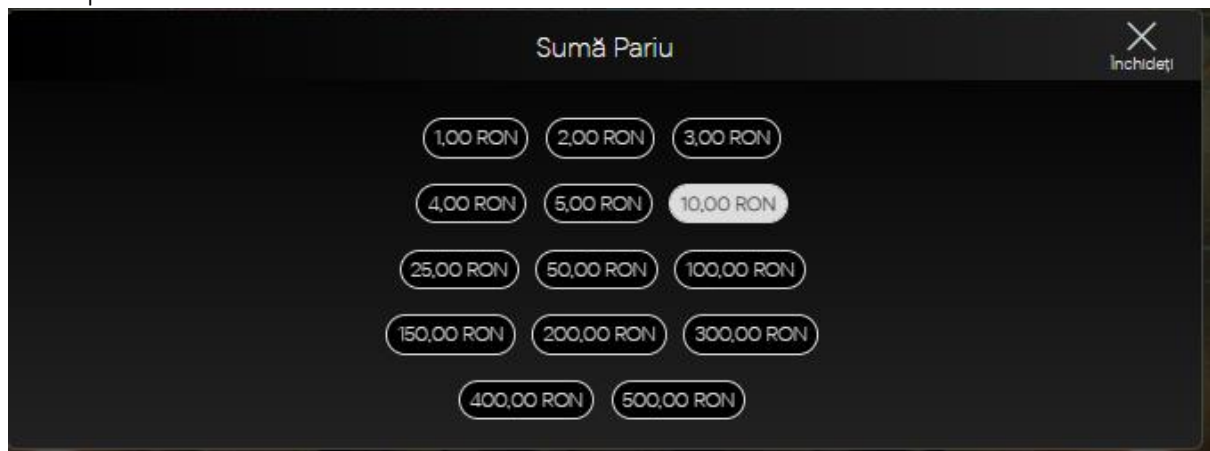 Sumă Pariu
Închideți
1,00 RON 2,00 RON 3,00 RON
4,00 RON 5,00 RON 10,00 RON
25,00 RON 50,00 RON 100,00 RON
150,00 RON 200,00 RON 300,00 RON
400,00 RON 500,00 RON